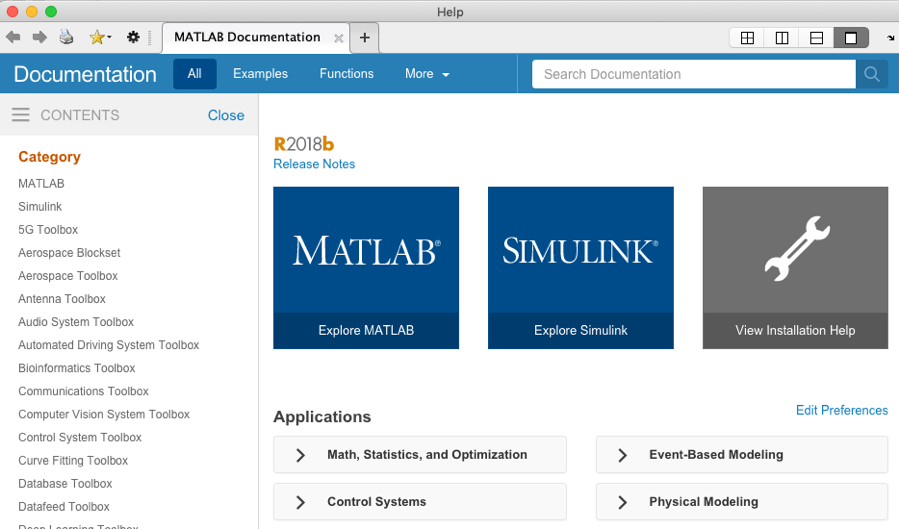 Help
MATLAB Documentation
Documentation All Examples Functions More Search Documentation
CONTENTS Close
Category
MATLAB
Simulink
5G Toolbox
Aerospace Blockset
Aerospace Toolbox
Antenna Toolbox
Audio System Toolbox
Automated Driving System Toolbox
Bioinformatics Toolbox
Communications Toolbox
Computer Vision System Toolbox
Control System Toolbox
Curve Fitting Toolbox
Database Toolbox
Datafeed Toolbox
Deep Learning Toolbox
R2018b
Release Notes
MATLAB®
Explore MATLAB
SIMULINK®
Explore Simulink
View Installation Help
Applications Edit Preferences
Math, Statistics, and Optimization Event-Based Modeling
Control Systems Physical Modeling